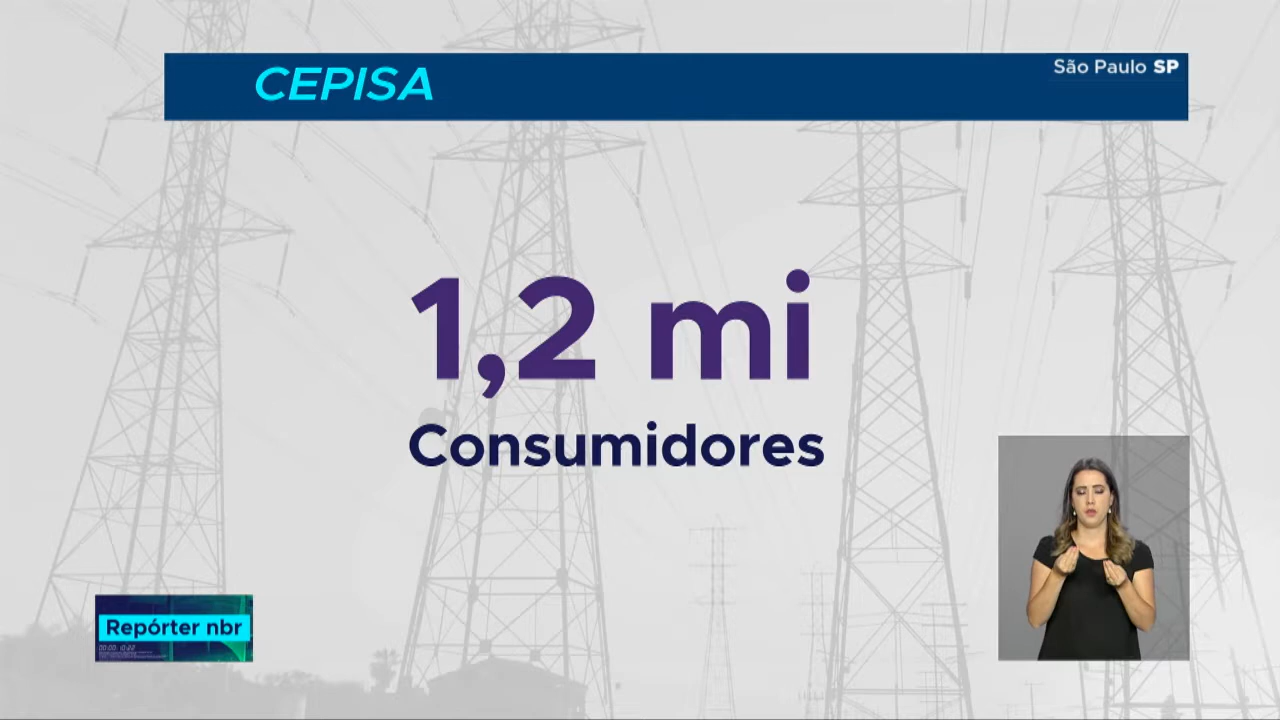 CEPISA
São Paulo SP
1,2 mi
Consumidores
Repórter nbr